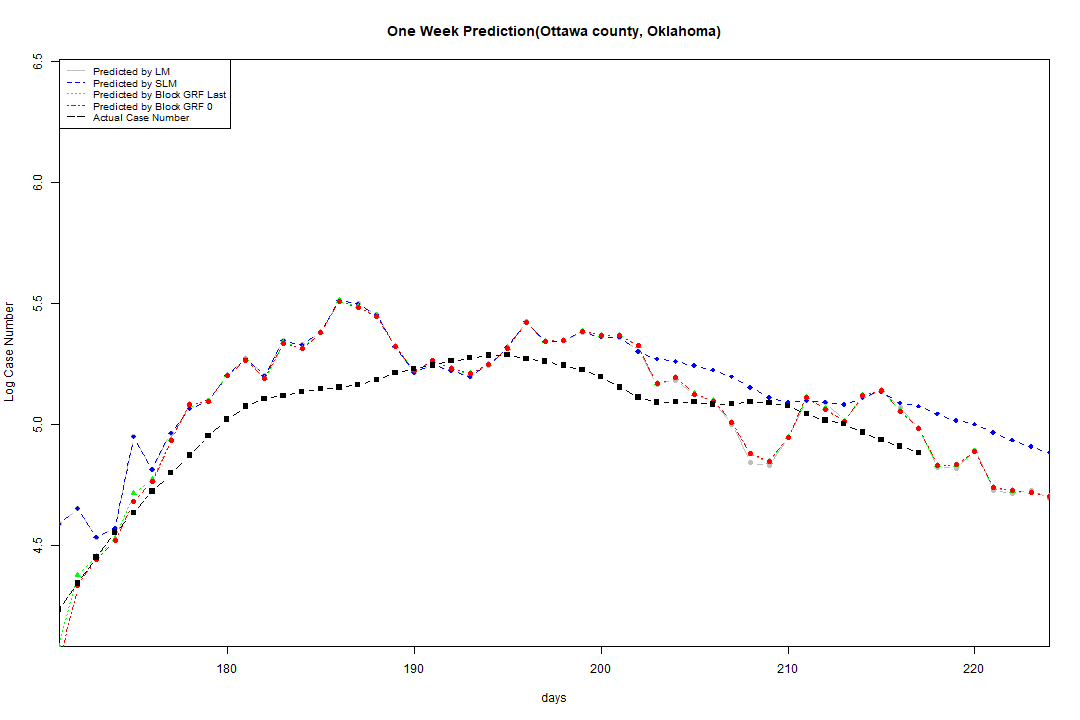 One Week Prediction(Ottawa county, Oklahoma)
6.5
6.0
5.5
5.0
4.5
Log Case Number
Predicted by LM
Predicted by SLM
Predicted by Block GRF Last
Predicted by Block GRF 0
Actual Case Number
180
190
200
210
220
days